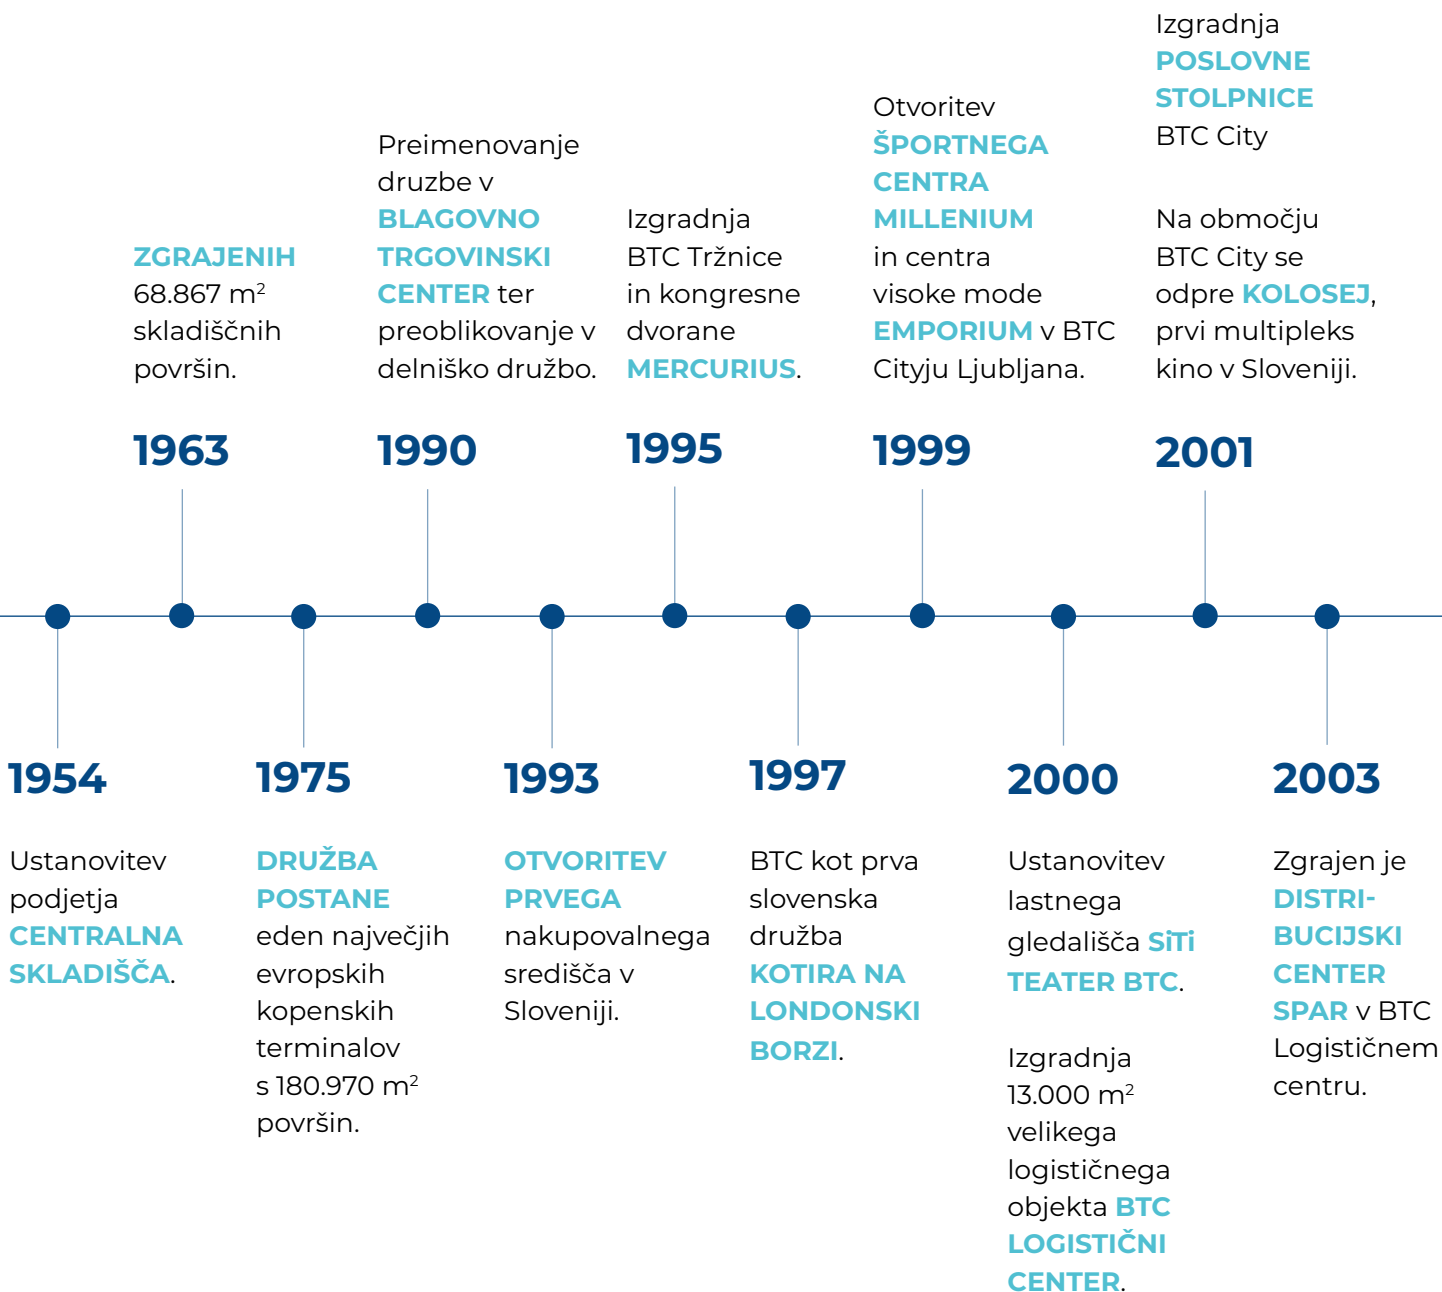 ZGRAJENIH
68.867 m²
skladiščnih
površin.
1963
Preimenovanje
druzbe v
BLAGOVNO
TRGOVINSKI
CENTER ter
preoblikovanje v
delniško družbo.
1990
Izgradnja
BTC Tržnice
in kongresne
dvorane
MERCURIUS.
1995
Otvoritev
ŠPORTNEGA
CENTRA
MILLENIUM
in centra
visoke mode
EMPORIUM v BTC
Cityju Ljubljana.
1999
Izgradnja
POSLOVNE
STOLPNICE
BTC City
Na območju
BTC City se
odpre KOLOSEJ,
prvi multipleks
kino v Sloveniji.
2001
1954
Ustanovitev
podjetja
CENTRALNA
SKLADIŠČA.
1975
DRUŽBA
POSTANE
eden največjih
evropskih
kopenskih
terminalov
s 180.970 m²
površin.
1993
OTVORITEV
PRVEGA
nakupovalnega
središča v
Sloveniji.
1997
BTC kot prva
slovenska
družba
KOTIRA NA
LONDONSKI
BORZI.
2000
Ustanovitev
lastnega
gledališča SiTi
TEATER BTC.
Izgradnja
13.000 m²
velikega
logističnega
objekta BTC
LOGISTIČNI
CENTER.
2003
Zgrajen je
DISTRI-
BUCIJSKI
CENTER
SPAR v BTC
Logističnem
centru.